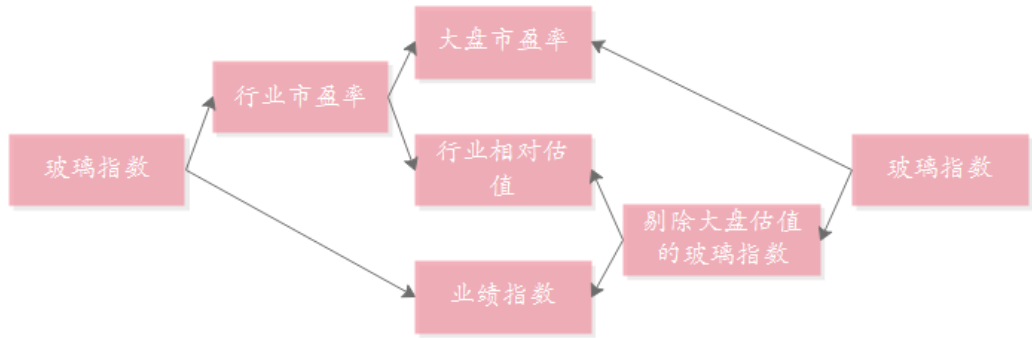 大盘市盈率
行业市盈率
玻璃指数
行业相对估
值
玻璃指数
剔除大盘估值
的玻璃指数
业绩指数